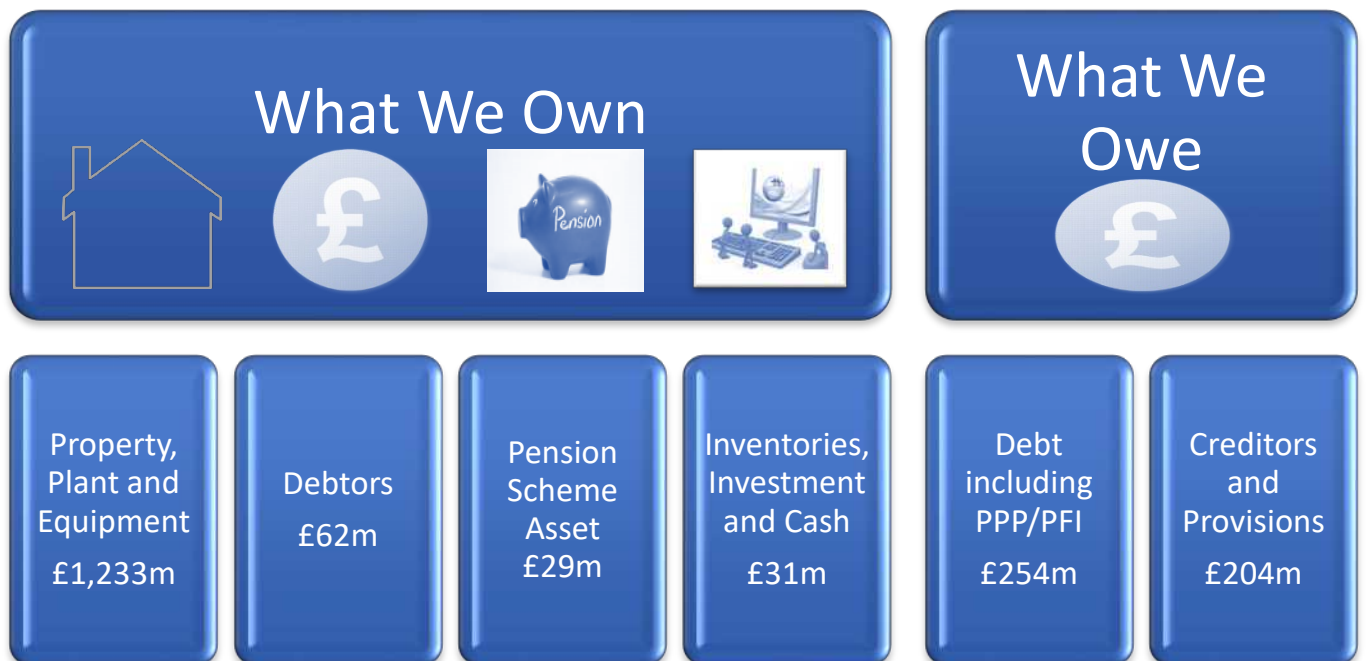 What We Own
£
Pension
What We
Owe
£
Property,
Plant and
Equipment
£1,233m
Debtors
£62m
Pension
Scheme
Asset
£29m
Inventories,
Investment
and Cash
£31m
Debt
including
PPP/PFI
£254m
Creditors
and
Provisions
£204m